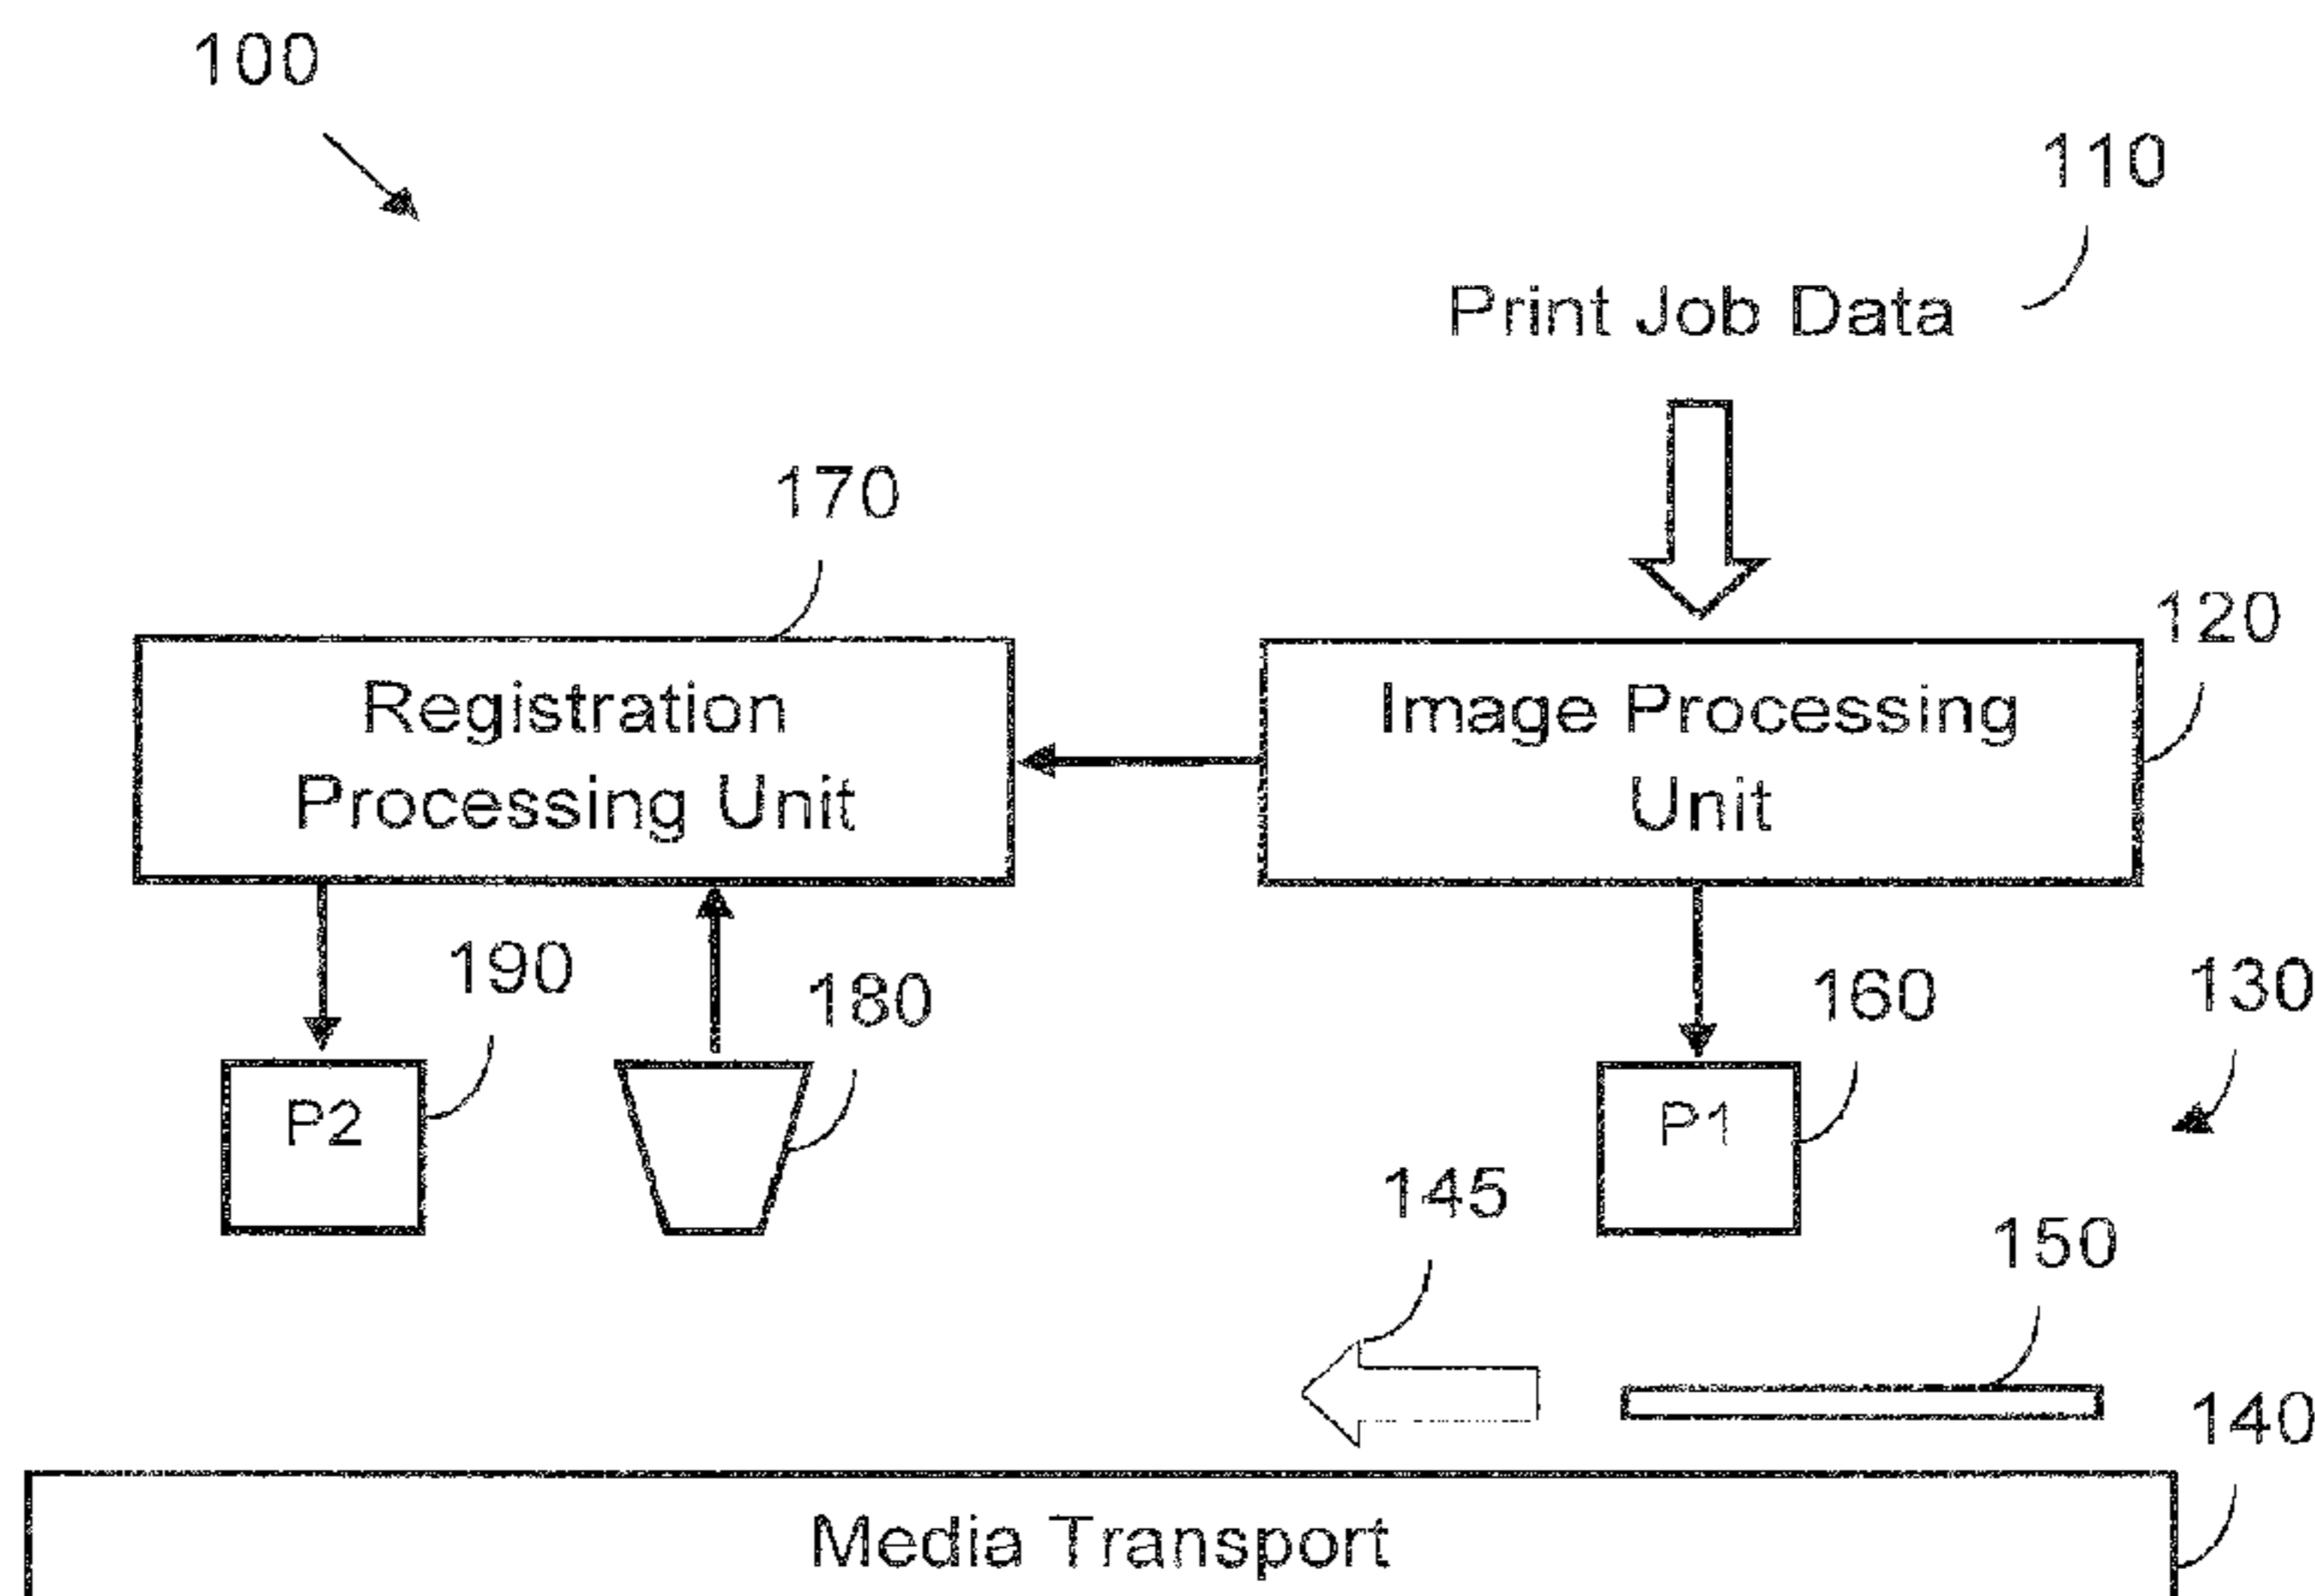 100
110
Print Job Data
170
120
Registration
Processing Unit
Image Processing
Unit
190
180
160
130
P2
P1
145
150
140
Media Transport